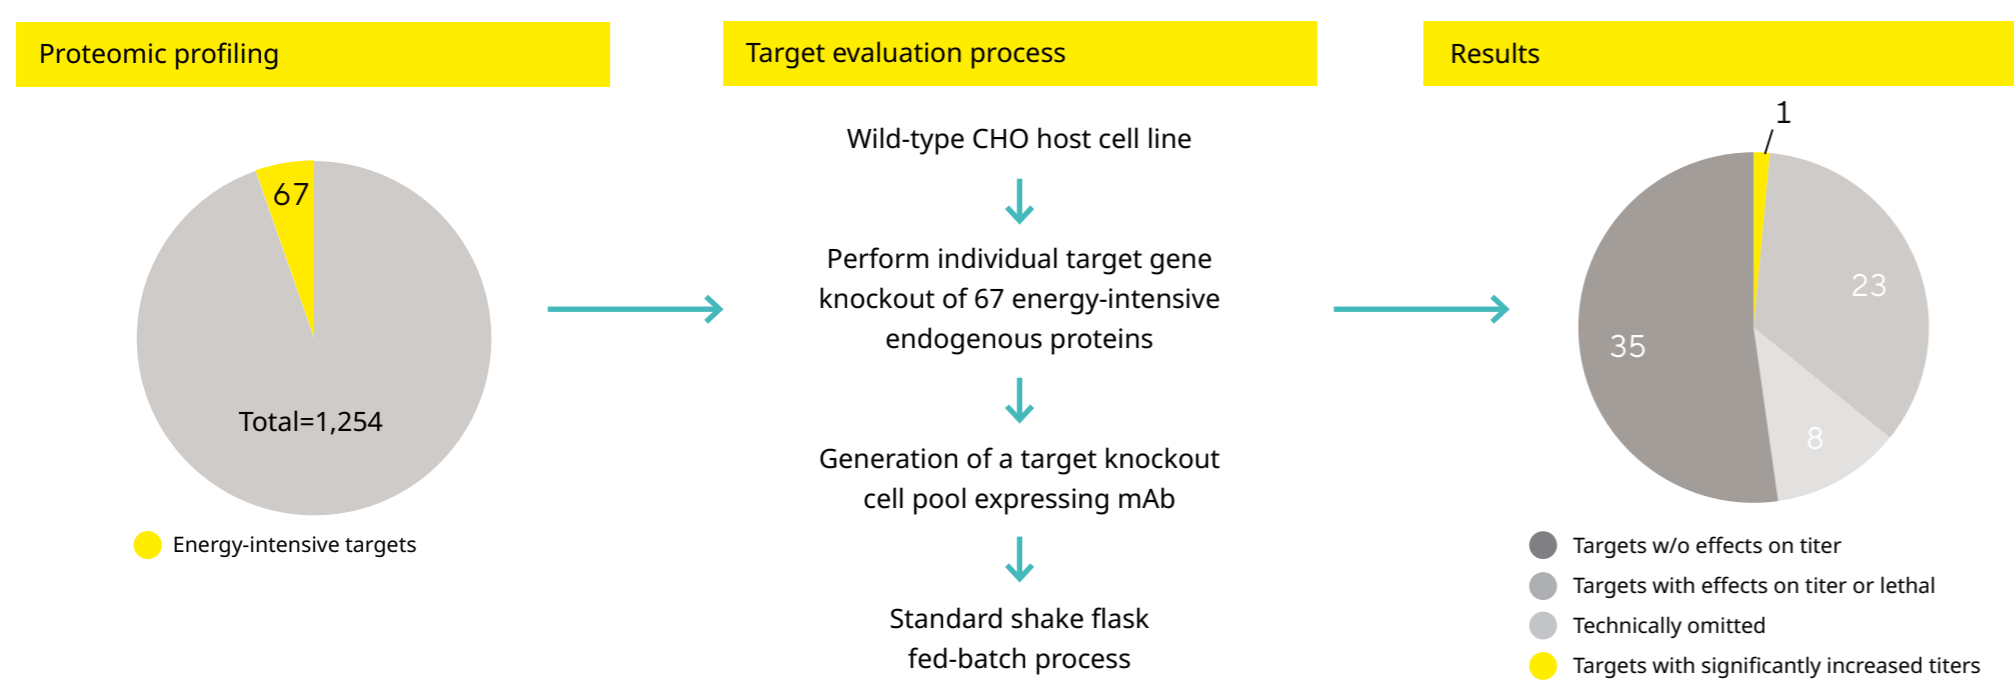 Proteomic profiling
67
Total=1,254
Energy-intensive targets
Target evaluation process
Wild-type CHO host cell line
Perform individual target gene
knockout of 67 energy-intensive
endogenous proteins
Generation of a target knockout
cell pool expressing mAb
Standard shake flask
fed-batch process
Results
1
23
35
8
Targets w/o effects on titer
Targets with effects on titer or lethal
Technically omitted
Targets with significantly increased titers